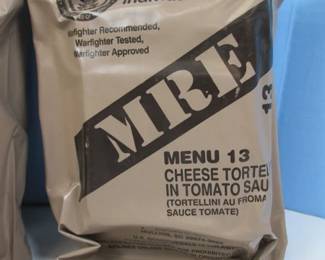 Warfighter Recommended,
Warfighter Tested,
Warfighter Approved
MRE
13
MENU 13
CHEESE TORTEL
IN TOMATO SAU
(TORTELLINI AU FROMA
SAUCE TOMATE)